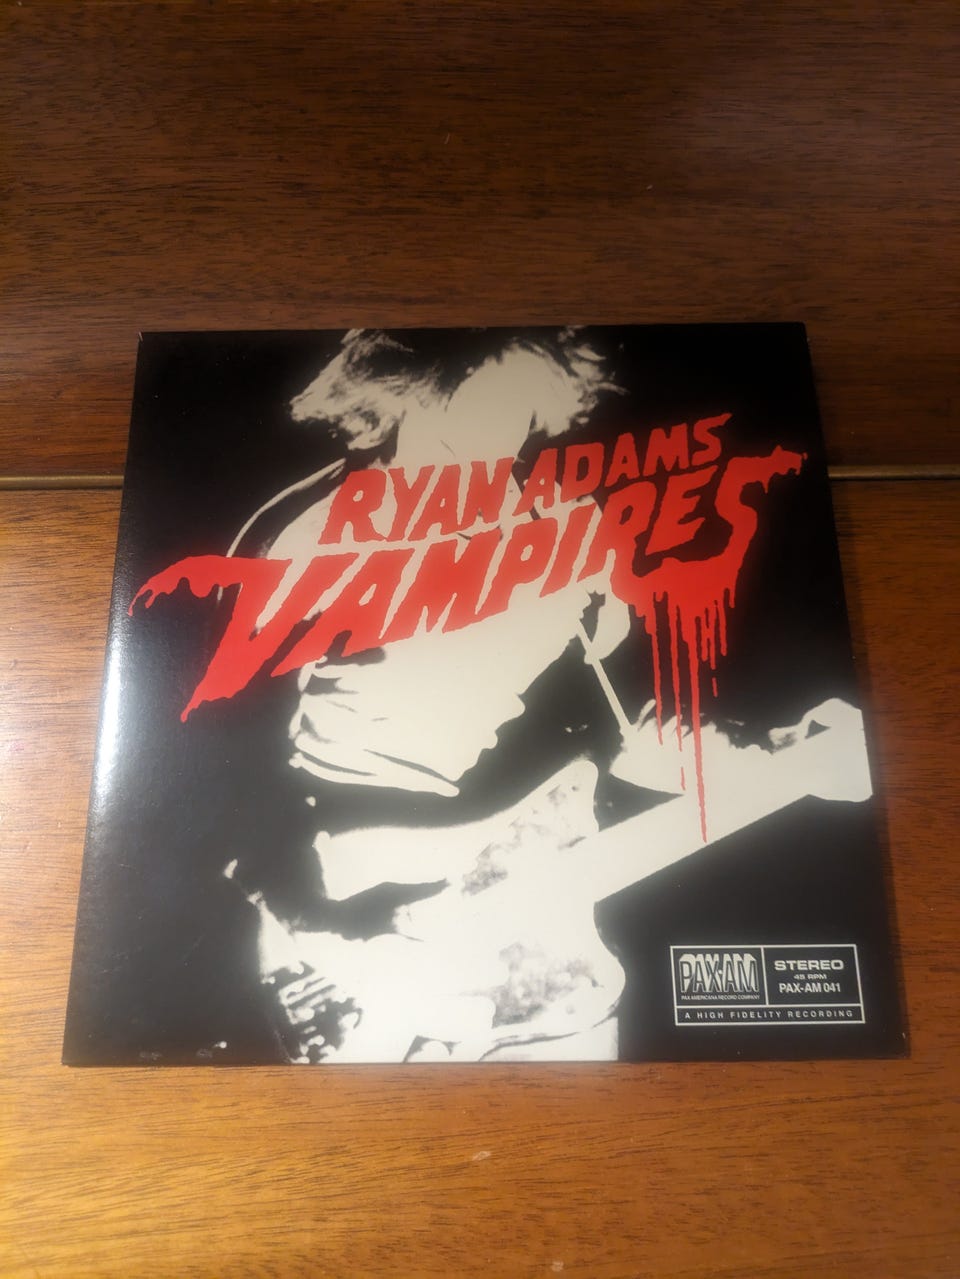 RYAN ADAMS
VAMPIRES
PAX-AM
PAX AMERICANA RECORD COMPANY
STEREO
45 RPM
PAX-AM 041
A HIGH FIDELITY RECORDING